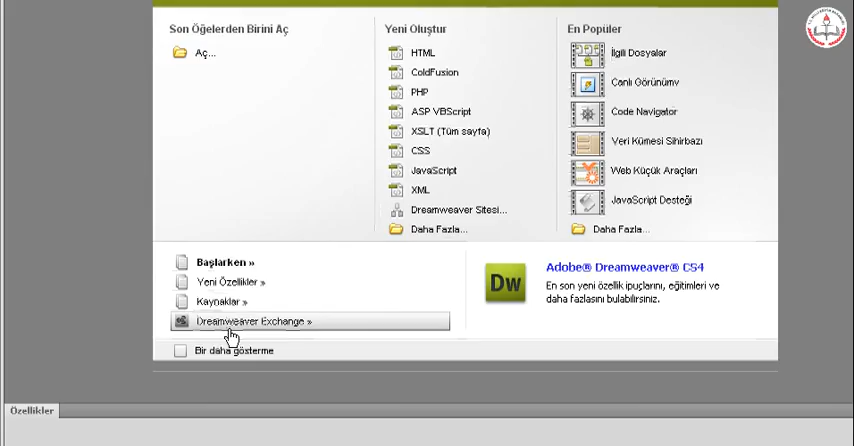 Son Öğelerden Birini Aç
Aç...
Yeni Oluştur
HTML
ColdFusion
PHP
ASP VBScript
XSLT (Tüm sayfa)
CSS
JavaScript
XML
Dreamweaver Sitesi...
Daha Fazla...
En Popüler
İlgili Dosyalar
Canlı Görünümv
Code Navigator
Veri Kümesi Sihirbazı
Web Küçük Araçları
JavaScript Desteği
Daha Fazla...
Başlarken »
Yeni Özellikler »
Kaynaklar »
Dreamweaver Exchange »
Bir daha gösterme
Dw
Adobe® Dreamweaver® CS4
En son yeni özellik ipuçlarını, eğitimleri ve
daha fazlasını bulabilirsiniz.
Özellikler